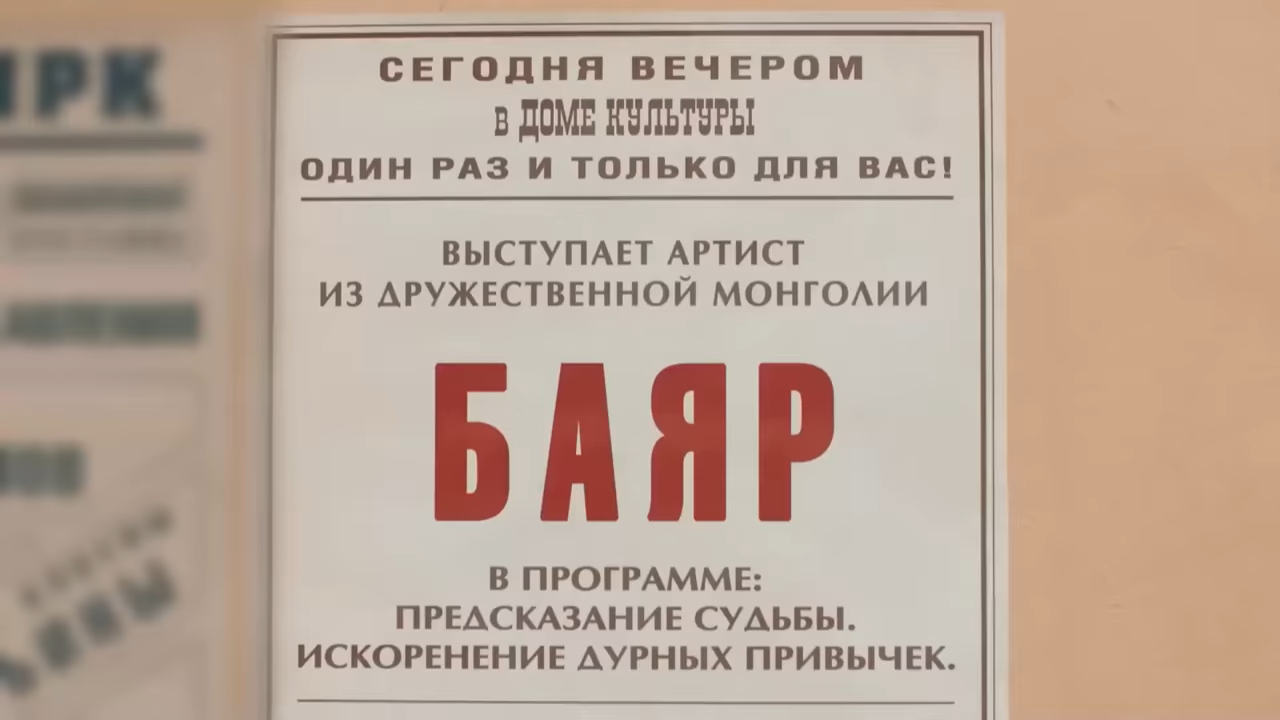 СЕГОДНЯ ВЕЧЕРОМ
В ДОМЕ КУЛЬТУРЫ
ОДИН РАЗ И ТОЛЬКО ДЛЯ ВАС!
ВЫСТУПАЕТ АРТИСТ
ИЗ ДРУЖЕСТВЕННОЙ МОНГОЛИИ
БАЯР
В ПРОГРАММЕ:
ПРЕДСКАЗАНИЕ СУДЬБЫ.
ИСКОРЕНЕНИЕ ДУРНЫХ ПРИВЫЧЕК.